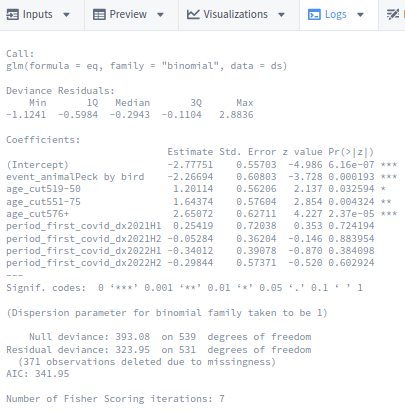 Inputs Preview Visualizations Logs
Call:
glm(formula = eq, family = "binomial", data = ds)
Deviance Residuals:
Min 1Q Median 3Q Max
-1.1241 -0.5984 -0.2943 -0.1104 2.8836
Coefficients:
Estimate Std. Error z value Pr(>|z|)
(Intercept) -2.77751 0.55703 -4.986 6.16e-07 ***
event_animalPeck by bird -2.26694 0.60803 -3.728 0.000193 ***
age_cut519-50 1.20114 0.56206 2.137 0.032594 *
age_cut551-75 1.64374 0.57604 2.854 0.004324 **
age_cut576+ 2.65072 0.62711 4.227 2.37e-05 ***
period_first_covid_dx2021H1 0.25419 0.72038 0.353 0.724194
period_first_covid_dx2021H2 -0.05284 0.36204 -0.146 0.883954
period_first_covid_dx2022H1 -0.34012 0.39078 -0.870 0.384098
period_first_covid_dx2022H2 -0.29844 0.57371 -0.520 0.602924
---
Signif. codes: 0 ‘***’ 0.001 ‘**’ 0.01 ‘*’ 0.05 ‘.’ 0.1 ‘ ’ 1
(Dispersion parameter for binomial family taken to be 1)
Null deviance: 393.08 on 539 degrees of freedom
Residual deviance: 323.95 on 531 degrees of freedom
(371 observations deleted due to missingness)
AIC: 341.95
Number of Fisher Scoring iterations: 7